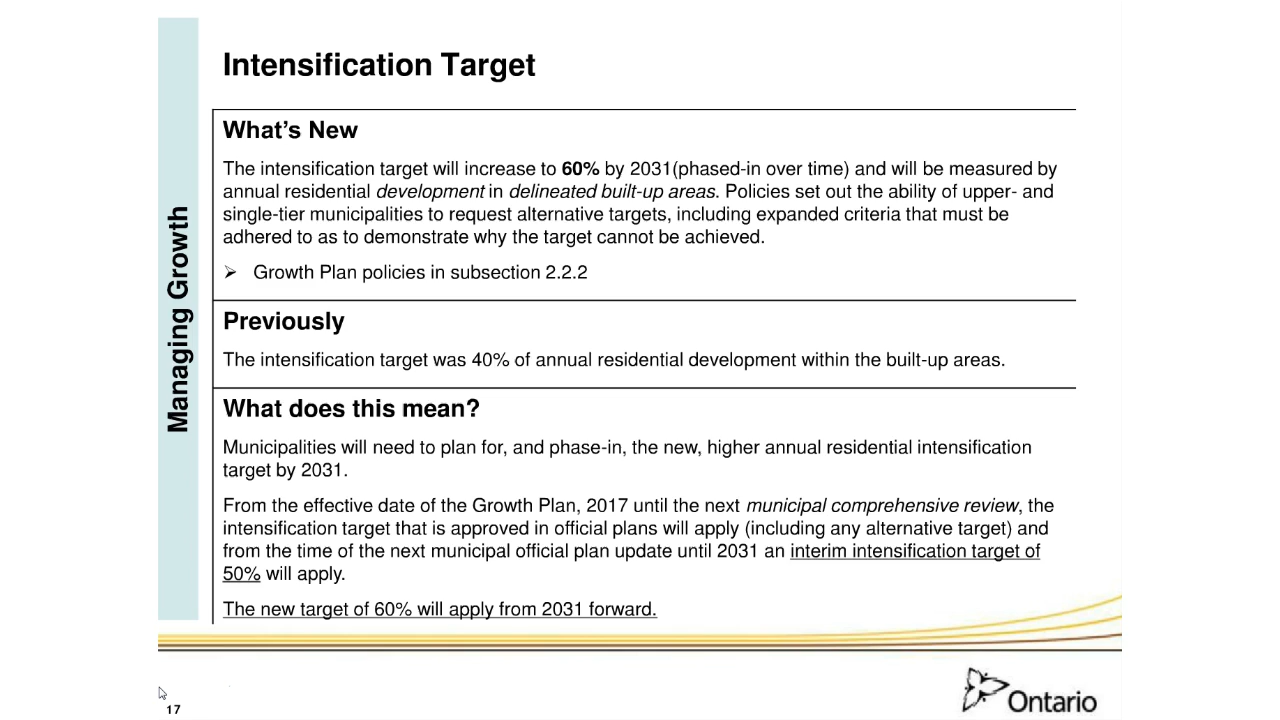 Intensification Target
Managing Growth
What's New
The intensification target will increase to 60% by 2031(phased-in over time) and will be measured by
annual residential development in delineated built-up areas. Policies set out the ability of upper- and
single-tier municipalities to request alternative targets, including expanded criteria that must be
adhered to as to demonstrate why the target cannot be achieved.
➢ Growth Plan policies in subsection 2.2.2
Previously
The intensification target was 40% of annual residential development within the built-up areas.
What does this mean?
Municipalities will need to plan for, and phase-in, the new, higher annual residential intensification
target by 2031.
From the effective date of the Growth Plan, 2017 until the next municipal comprehensive review, the
intensification target that is approved in official plans will apply (including any alternative target) and
from the time of the next municipal official plan update until 2031 an interim intensification target of
50% will apply.
The new target of 60% will apply from 2031 forward.
17
Ontario